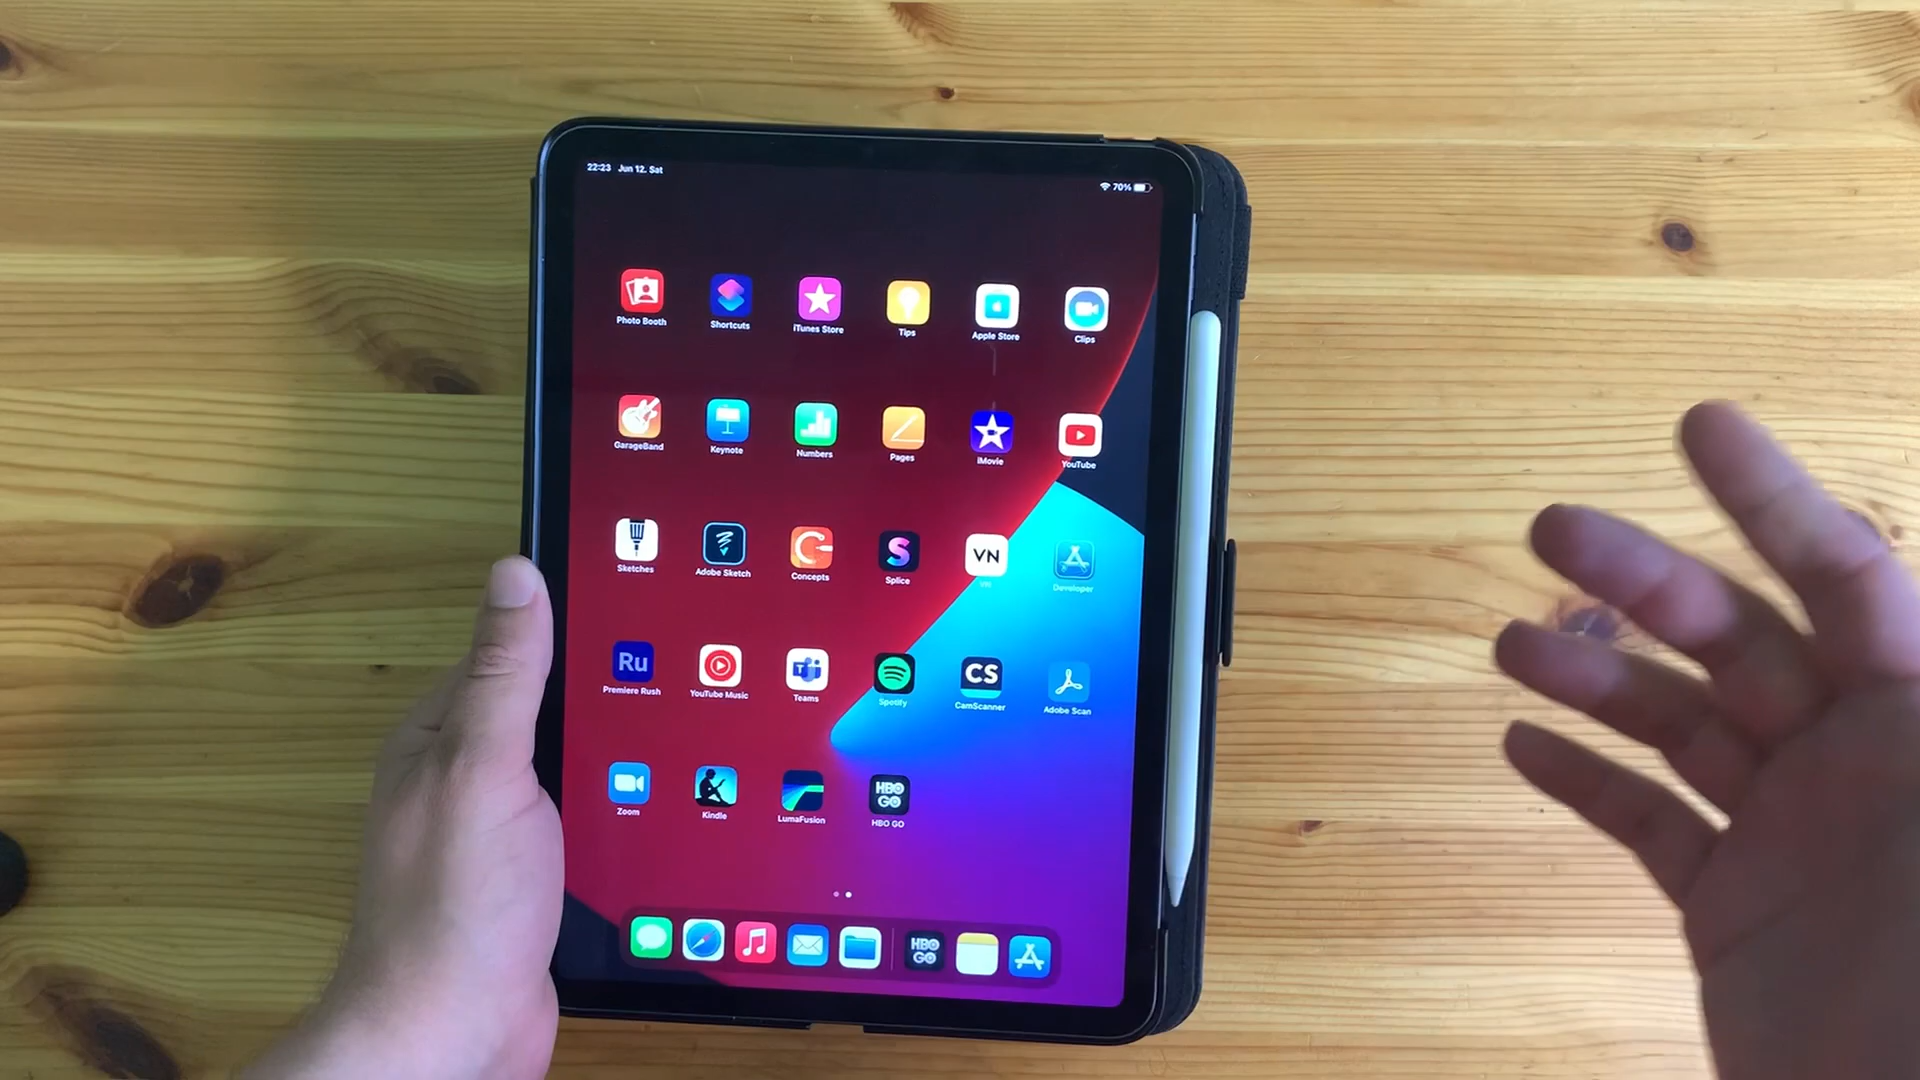 22:23 Jun 12. Sat
70%
Photo Booth
Shortcuts
iTunes Store
Tips
Apple Store
Clips
GarageBand
Keynote
Numbers
Pages
iMovie
YouTube
Sketches
Adobe Sketch
Concepts
Splice
VN
VN
Developer
Ru
Premiere Rush
YouTube Music
Teams
Spotify
CS
CamScanner
Adobe Scan
Zoom
Kindle
LumaFusion
HBO
GO
HBO GO
HBO
GO